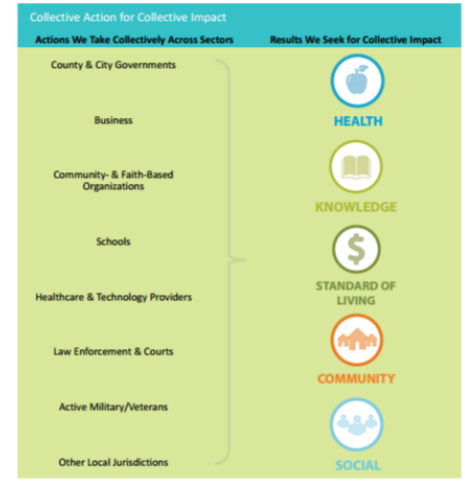 Collective Action for Collective Impact
Actions We Take Collectively Across Sectors
Results We Seek for Collective Impact
County & City Governments
Business
Community- & Faith-Based
Organizations
Schools
Healthcare & Technology Providers
Law Enforcement & Courts
Active Military/Veterans
Other Local Jurisdictions
HEALTH
KNOWLEDGE
$
STANDARD OF
LIVING
COMMUNITY
SOCIAL